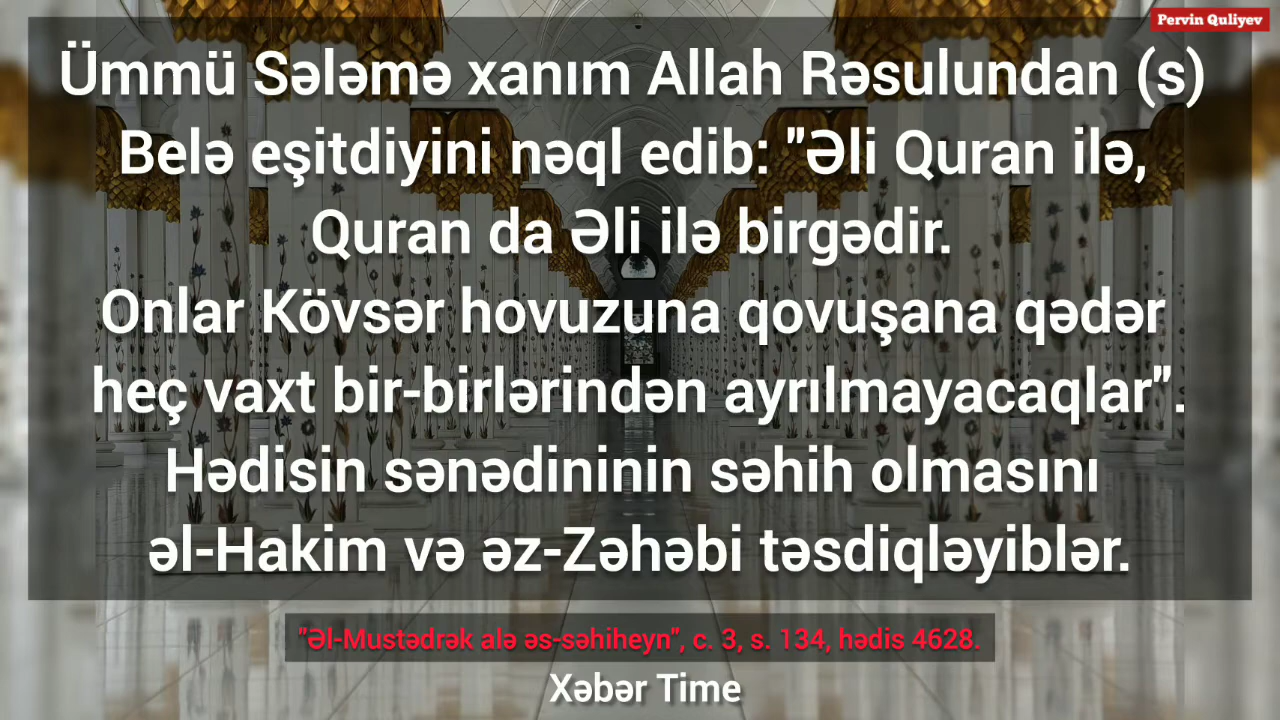 Pervin Quliyev
Ümmü Sələmə xanım Allah Rəsulundan (s)
Belə eşitdiyini nəql edib: "Əli Quran ilə,
Quran da Əli ilə birgədir.
Onlar Kövsər hovuzuna qovuşana qədər
heç vaxt bir-birlərindən ayrılmayacaqlar".
Hədisin sənədininin səhih olmasını
əl-Hakim və əz-Zəhəbi təsdiqləyiblər.
"Əl-Mustədrək alə əs-səhiheyn", c. 3, s. 134, hədis 4628.
Xəbər Time